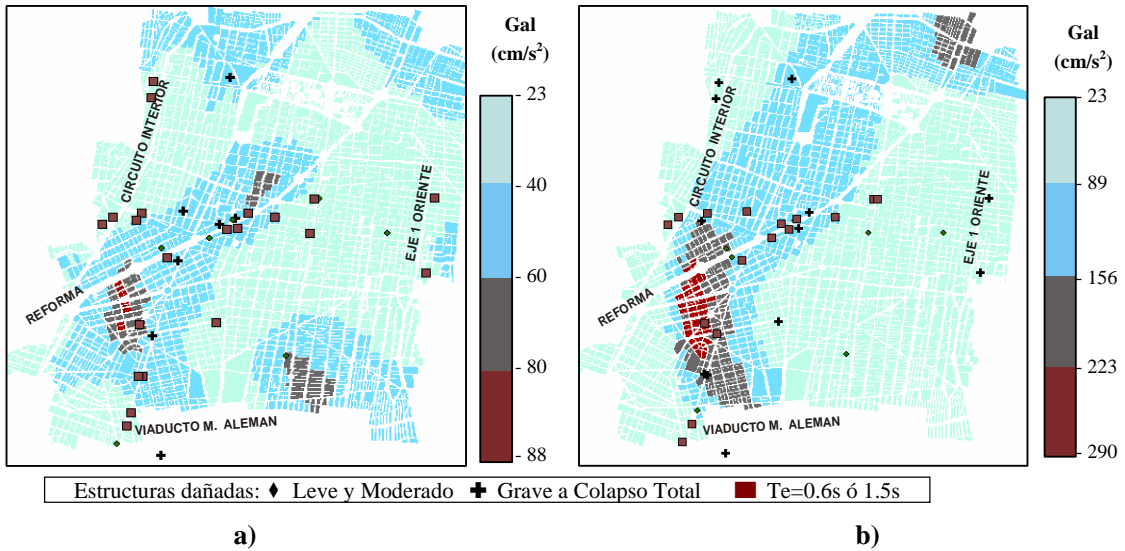 Gal
(cm/s²)
23
40
60
80
88
CIRCUITO INTERIOR
EJE 1 ORIENTE
REFORMA
VIADUCTO M. ALEMAN
Gal
(cm/s²)
23
89
156
223
290
CIRCUITO INTERIOR
EJE 1 ORIENTE
REFORMA
VIADUCTO M. ALEMAN
Estructuras dañadas: Leve y Moderado Grave a Colapso Total Te=0.6s ó 1.5s
a) b)